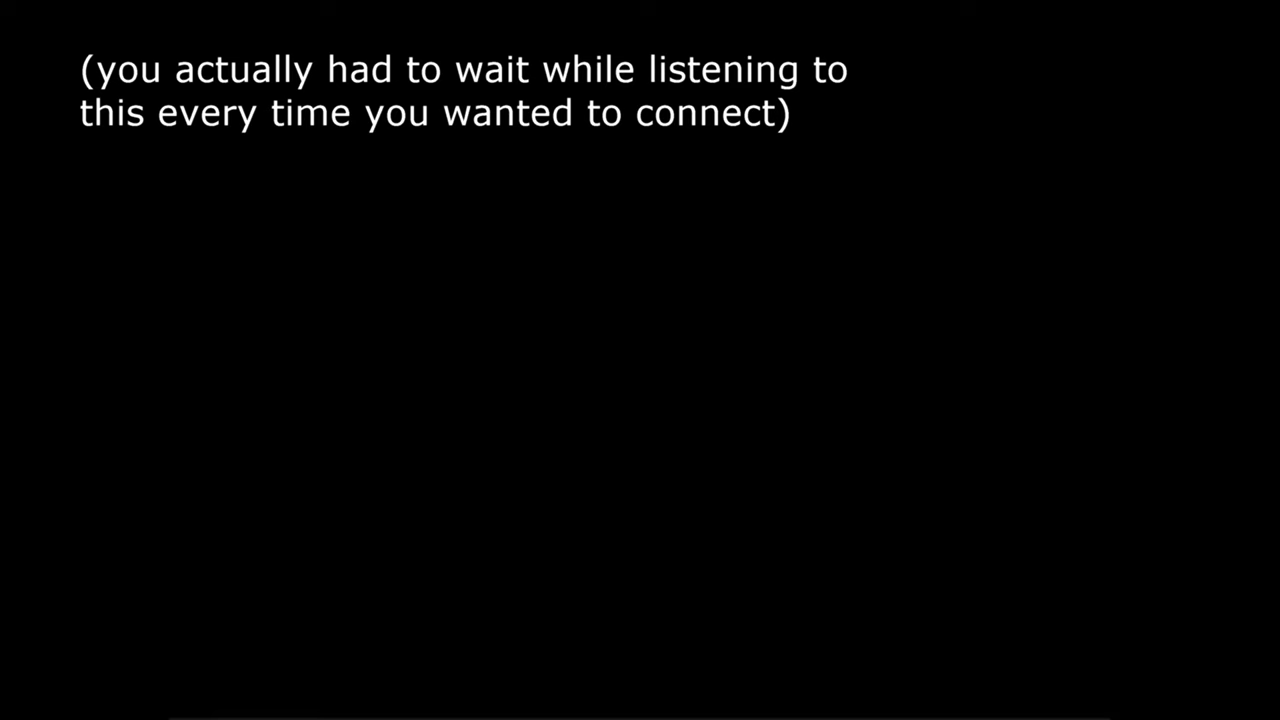 (you actually had to wait while listening to
this every time you wanted to connect)